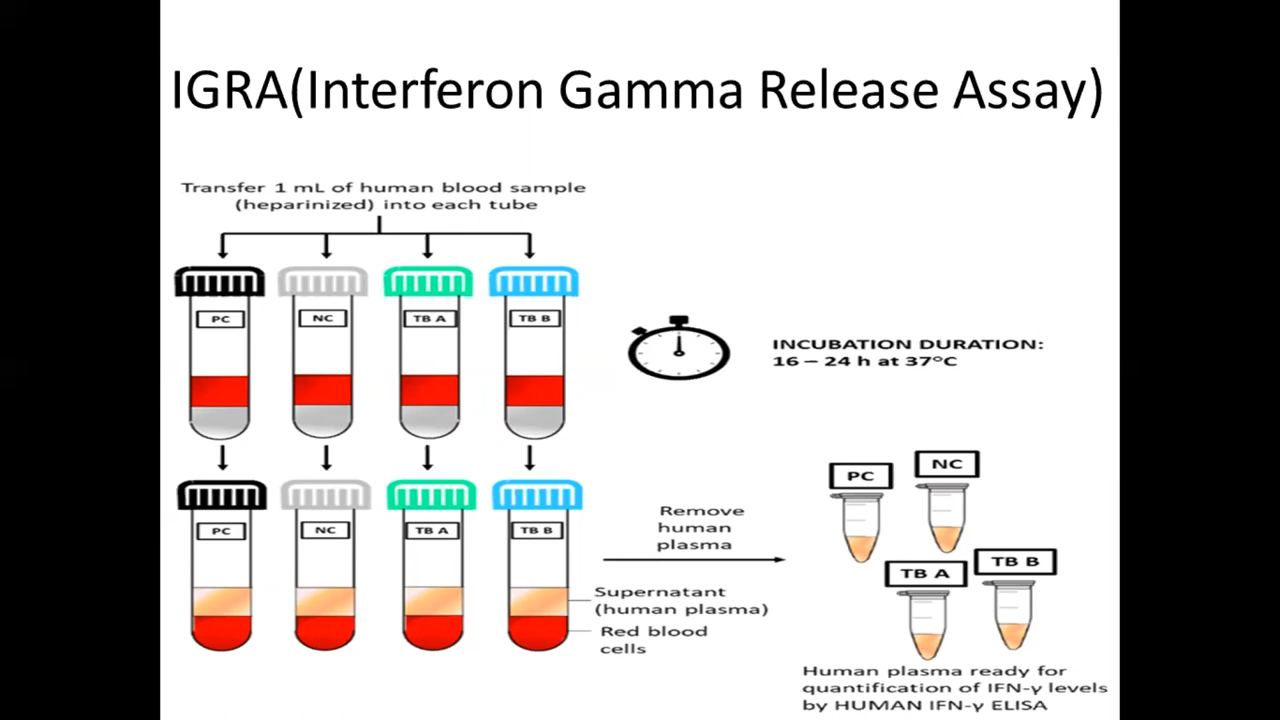 IGRA(Interferon Gamma Release Assay)
Transfer 1 mL of human blood sample
(heparinized) into each tube
PC
NC
TB A
TB B
INCUBATION DURATION:
16 – 24 h at 37°C
PC
NC
TB A
TB B
Remove
human
plasma
Supernatant
(human plasma)
Red blood
cells
PC
NC
TB A
TB B
Human plasma ready for
quantification of IFN-γ levels
by HUMAN IFN-γ ELISA